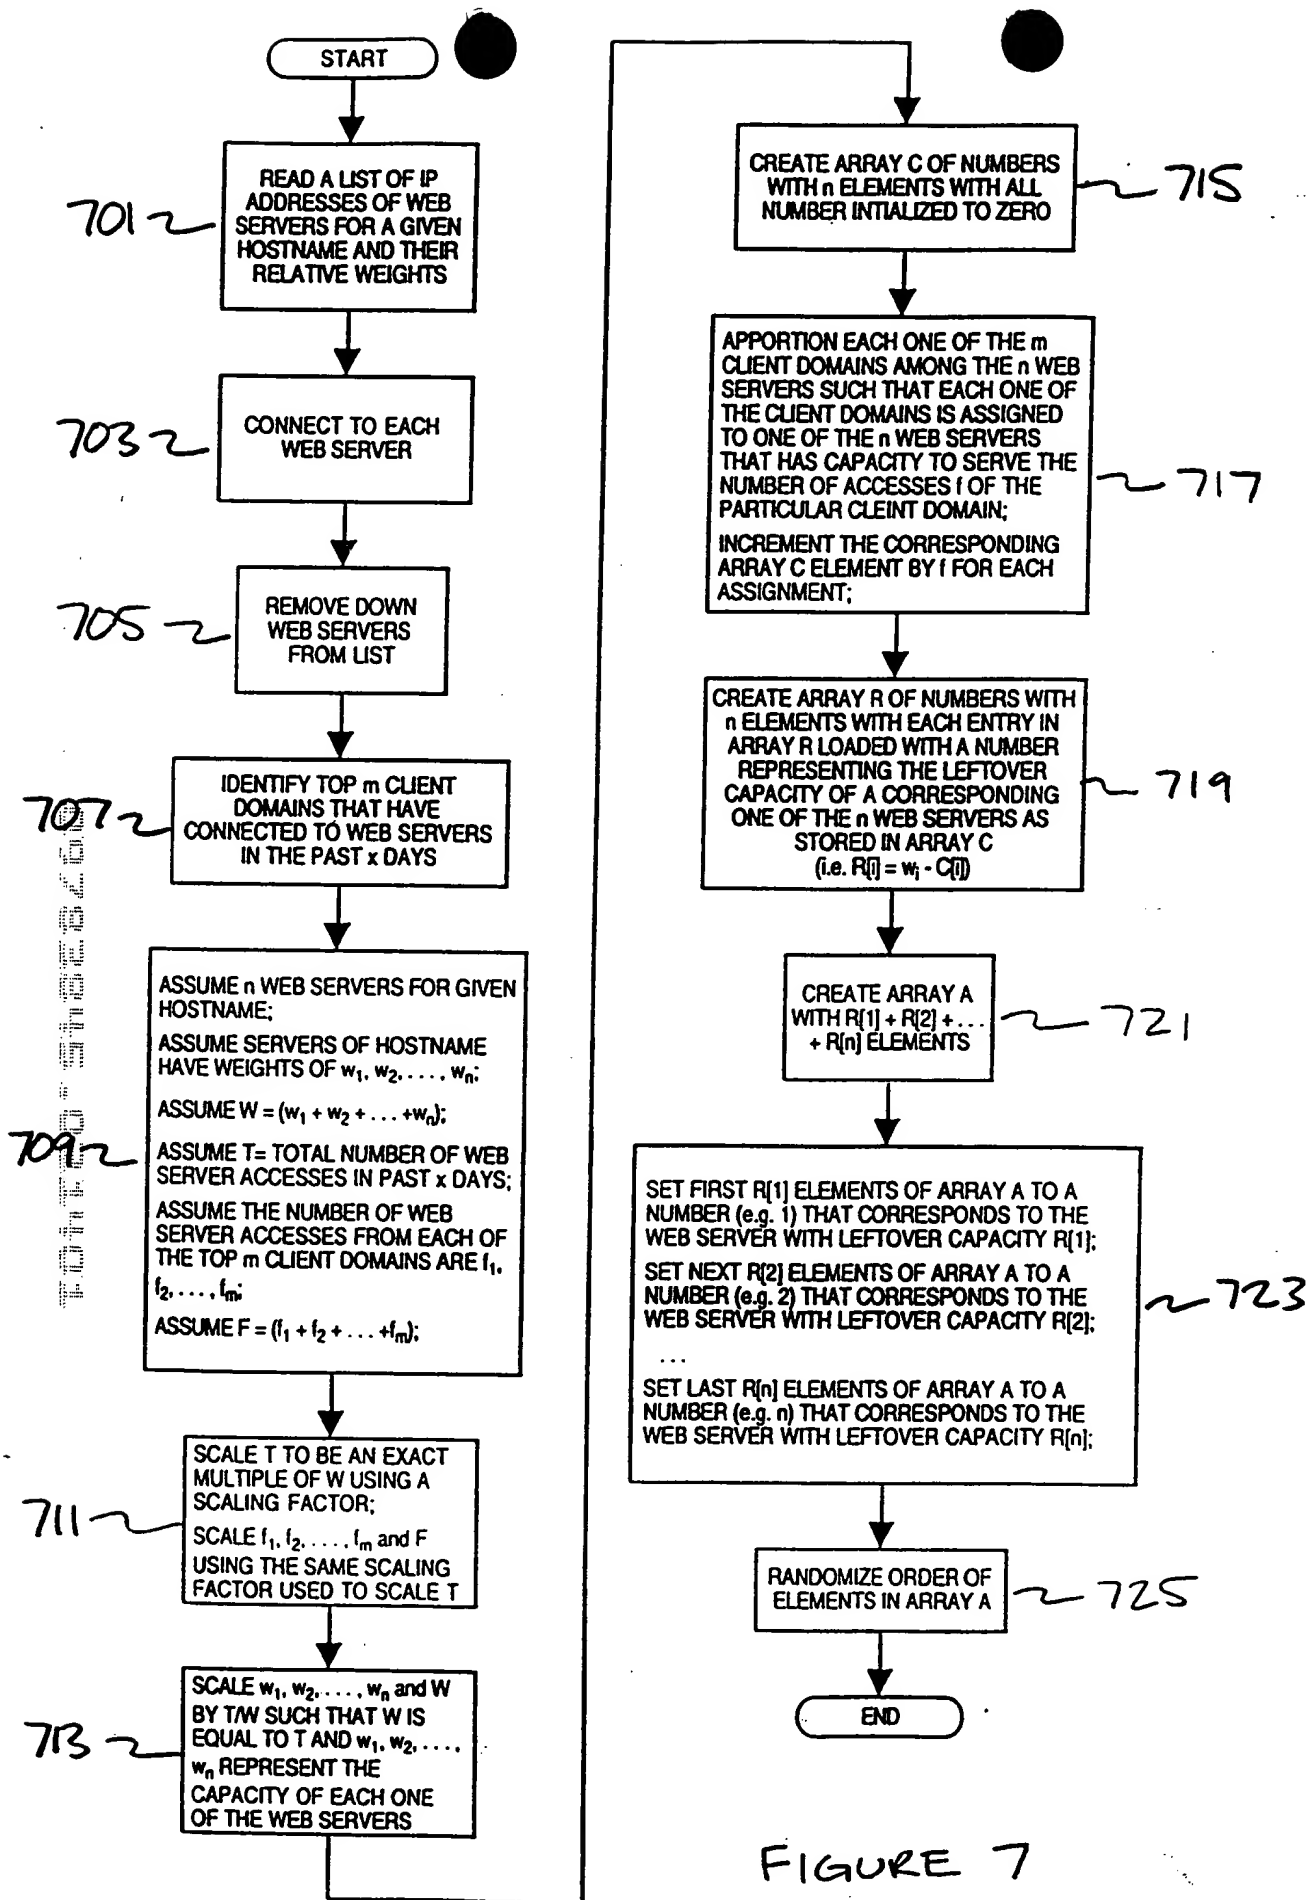 START
READ A LIST OF IP
ADDRESSES OF WEB
SERVERS FOR A GIVEN
HOSTNAME AND THEIR
RELATIVE WEIGHTS
701
CONNECT TO EACH
WEB SERVER
703
REMOVE DOWN
WEB SERVERS
FROM LIST
705
IDENTIFY TOP m CLIENT
DOMAINS THAT HAVE
CONNECTED TO WEB SERVERS
IN THE PAST x DAYS
707
ASSUME n WEB SERVERS FOR GIVEN
HOSTNAME;
ASSUME SERVERS OF HOSTNAME
HAVE WEIGHTS OF w₁, w₂, . . . , wₙ;
ASSUME W = (w₁ + w₂ + . . . +wₙ);
ASSUME T= TOTAL NUMBER OF WEB
SERVER ACCESSES IN PAST x DAYS;
ASSUME THE NUMBER OF WEB
SERVER ACCESSES FROM EACH OF
THE TOP m CLIENT DOMAINS ARE f₁,
f₂, . . . , fₘ;
ASSUME F = (f₁ + f₂ + . . . +fₘ);
709
SCALE T TO BE AN EXACT
MULTIPLE OF W USING A
SCALING FACTOR;
SCALE f₁, f₂, . . . , fₘ and F
USING THE SAME SCALING
FACTOR USED TO SCALE T
711
SCALE w₁, w₂, . . . , wₙ and W
BY T/W SUCH THAT W IS
EQUAL TO T AND w₁, w₂, . . . ,
wₙ REPRESENT THE
CAPACITY OF EACH ONE
OF THE WEB SERVERS
713
CREATE ARRAY C OF NUMBERS
WITH n ELEMENTS WITH ALL
NUMBER INTIALIZED TO ZERO
715
APPORTION EACH ONE OF THE m
CLIENT DOMAINS AMONG THE n WEB
SERVERS SUCH THAT EACH ONE OF
THE CLIENT DOMAINS IS ASSIGNED
TO ONE OF THE n WEB SERVERS
THAT HAS CAPACITY TO SERVE THE
NUMBER OF ACCESSES f OF THE
PARTICULAR CLEINT DOMAIN;
INCREMENT THE CORRESPONDING
ARRAY C ELEMENT BY f FOR EACH
ASSIGNMENT;
717
CREATE ARRAY R OF NUMBERS WITH
n ELEMENTS WITH EACH ENTRY IN
ARRAY R LOADED WITH A NUMBER
REPRESENTING THE LEFTOVER
CAPACITY OF A CORRESPONDING
ONE OF THE n WEB SERVERS AS
STORED IN ARRAY C
(i.e. R[i] = wᵢ - C[i])
719
CREATE ARRAY A
WITH R[1] + R[2] + . . .
+ R[n] ELEMENTS
721
SET FIRST R[1] ELEMENTS OF ARRAY A TO A
NUMBER (e.g. 1) THAT CORRESPONDS TO THE
WEB SERVER WITH LEFTOVER CAPACITY R[1];
SET NEXT R[2] ELEMENTS OF ARRAY A TO A
NUMBER (e.g. 2) THAT CORRESPONDS TO THE
WEB SERVER WITH LEFTOVER CAPACITY R[2];
. . .
SET LAST R[n] ELEMENTS OF ARRAY A TO A
NUMBER (e.g. n) THAT CORRESPONDS TO THE
WEB SERVER WITH LEFTOVER CAPACITY R[n];
723
RANDOMIZE ORDER OF
ELEMENTS IN ARRAY A
725
END
FIGURE 7